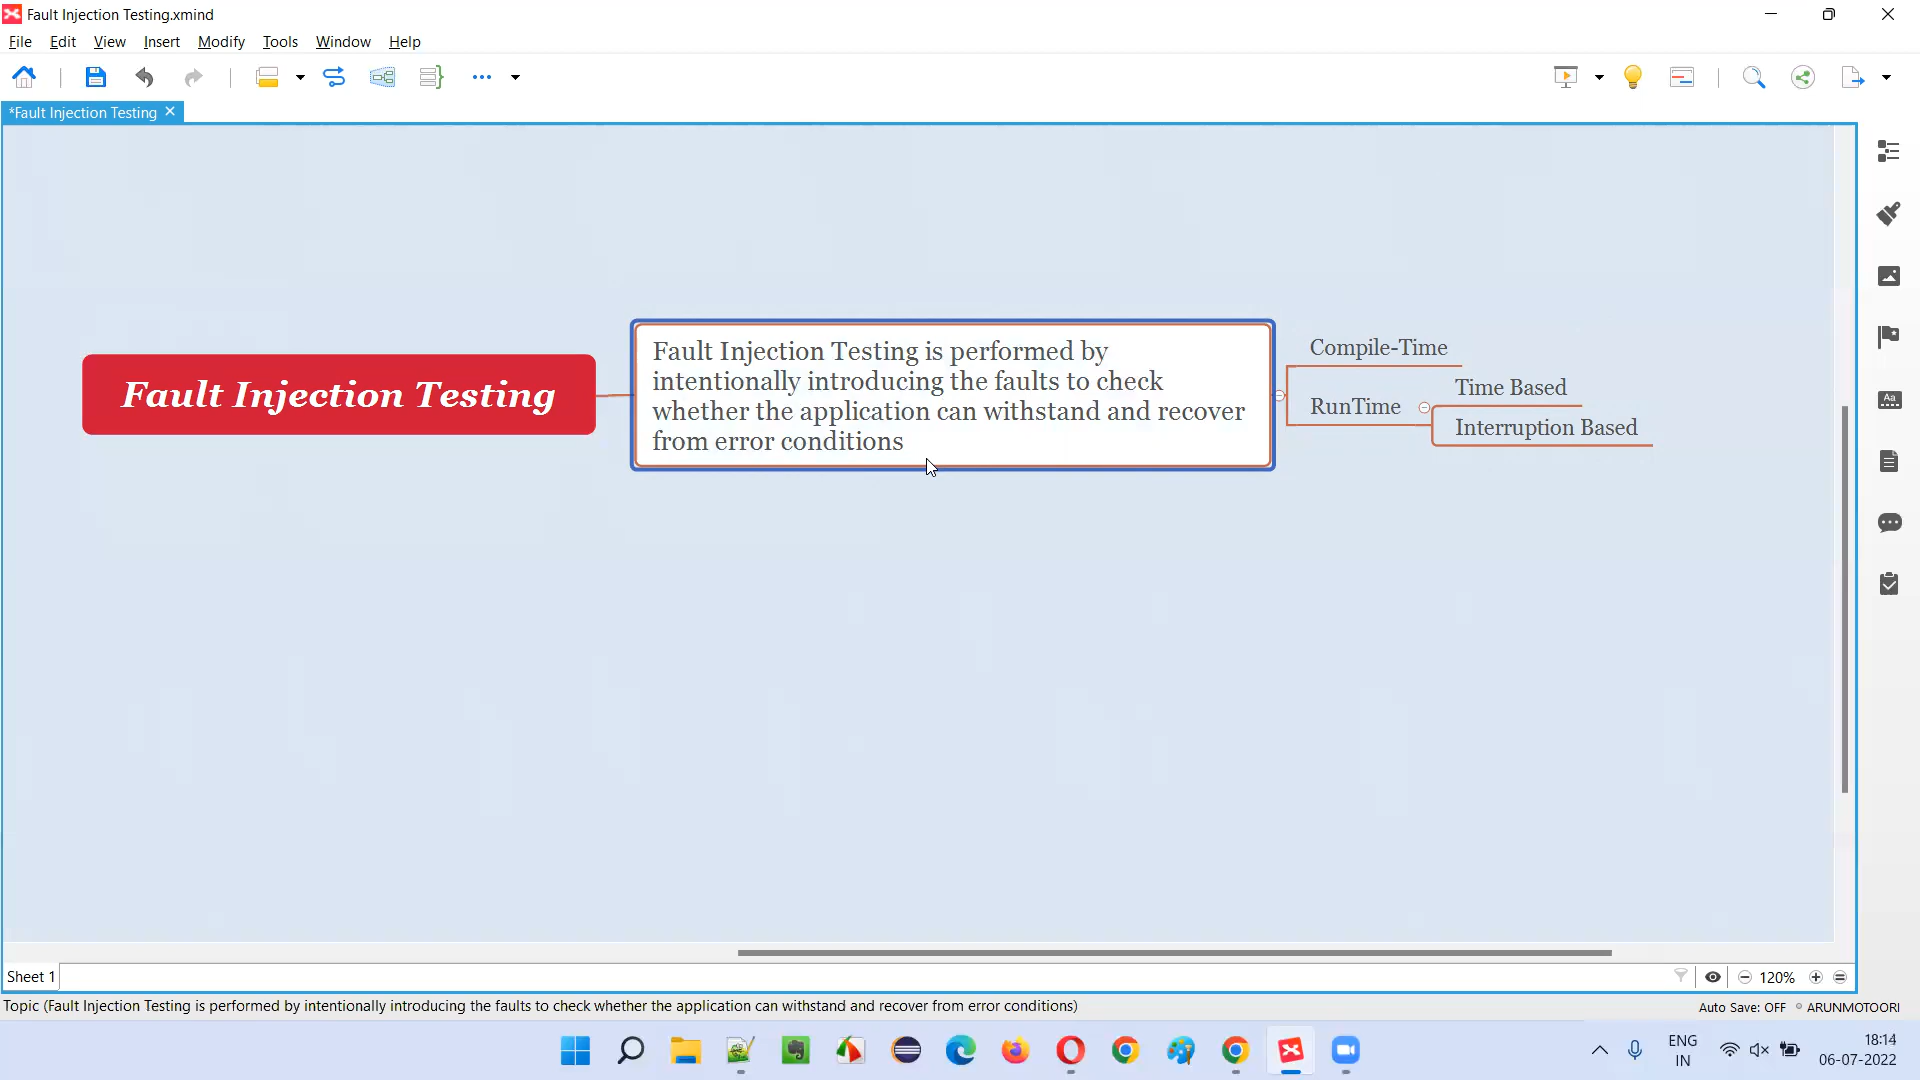 Fault Injection Testing.xmind
File Edit View Insert Modify Tools Window Help
*Fault Injection Testing
Fault Injection Testing
Fault Injection Testing is performed by
intentionally introducing the faults to check
whether the application can withstand and recover
from error conditions
Compile-Time
RunTime
Time Based
Interruption Based
Aa
Sheet 1
120%
Topic (Fault Injection Testing is performed by intentionally introducing the faults to check whether the application can withstand and recover from error conditions)
Auto Save: OFF
ARUNMOTOORI
ENG
IN
18:14
06-07-2022